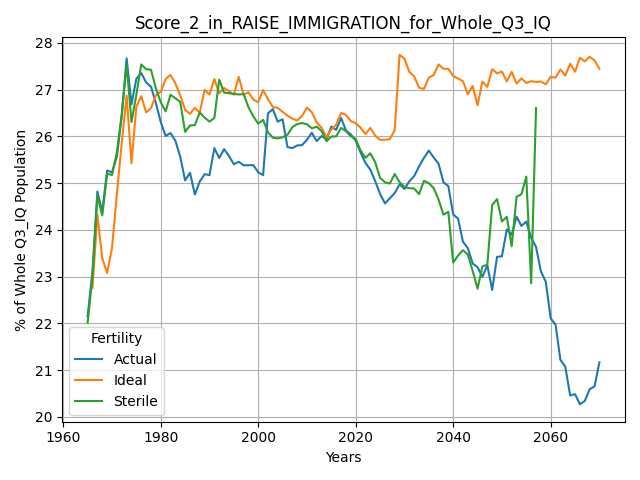 Score_2_in_RAISE_IMMIGRATION_for_Whole_Q3_IQ
% of Whole Q3_IQ Population
28
27
26
25
24
23
22
21
20
Fertility
Actual
Ideal
Sterile
1960 1980 2000 2020 2040 2060
Years